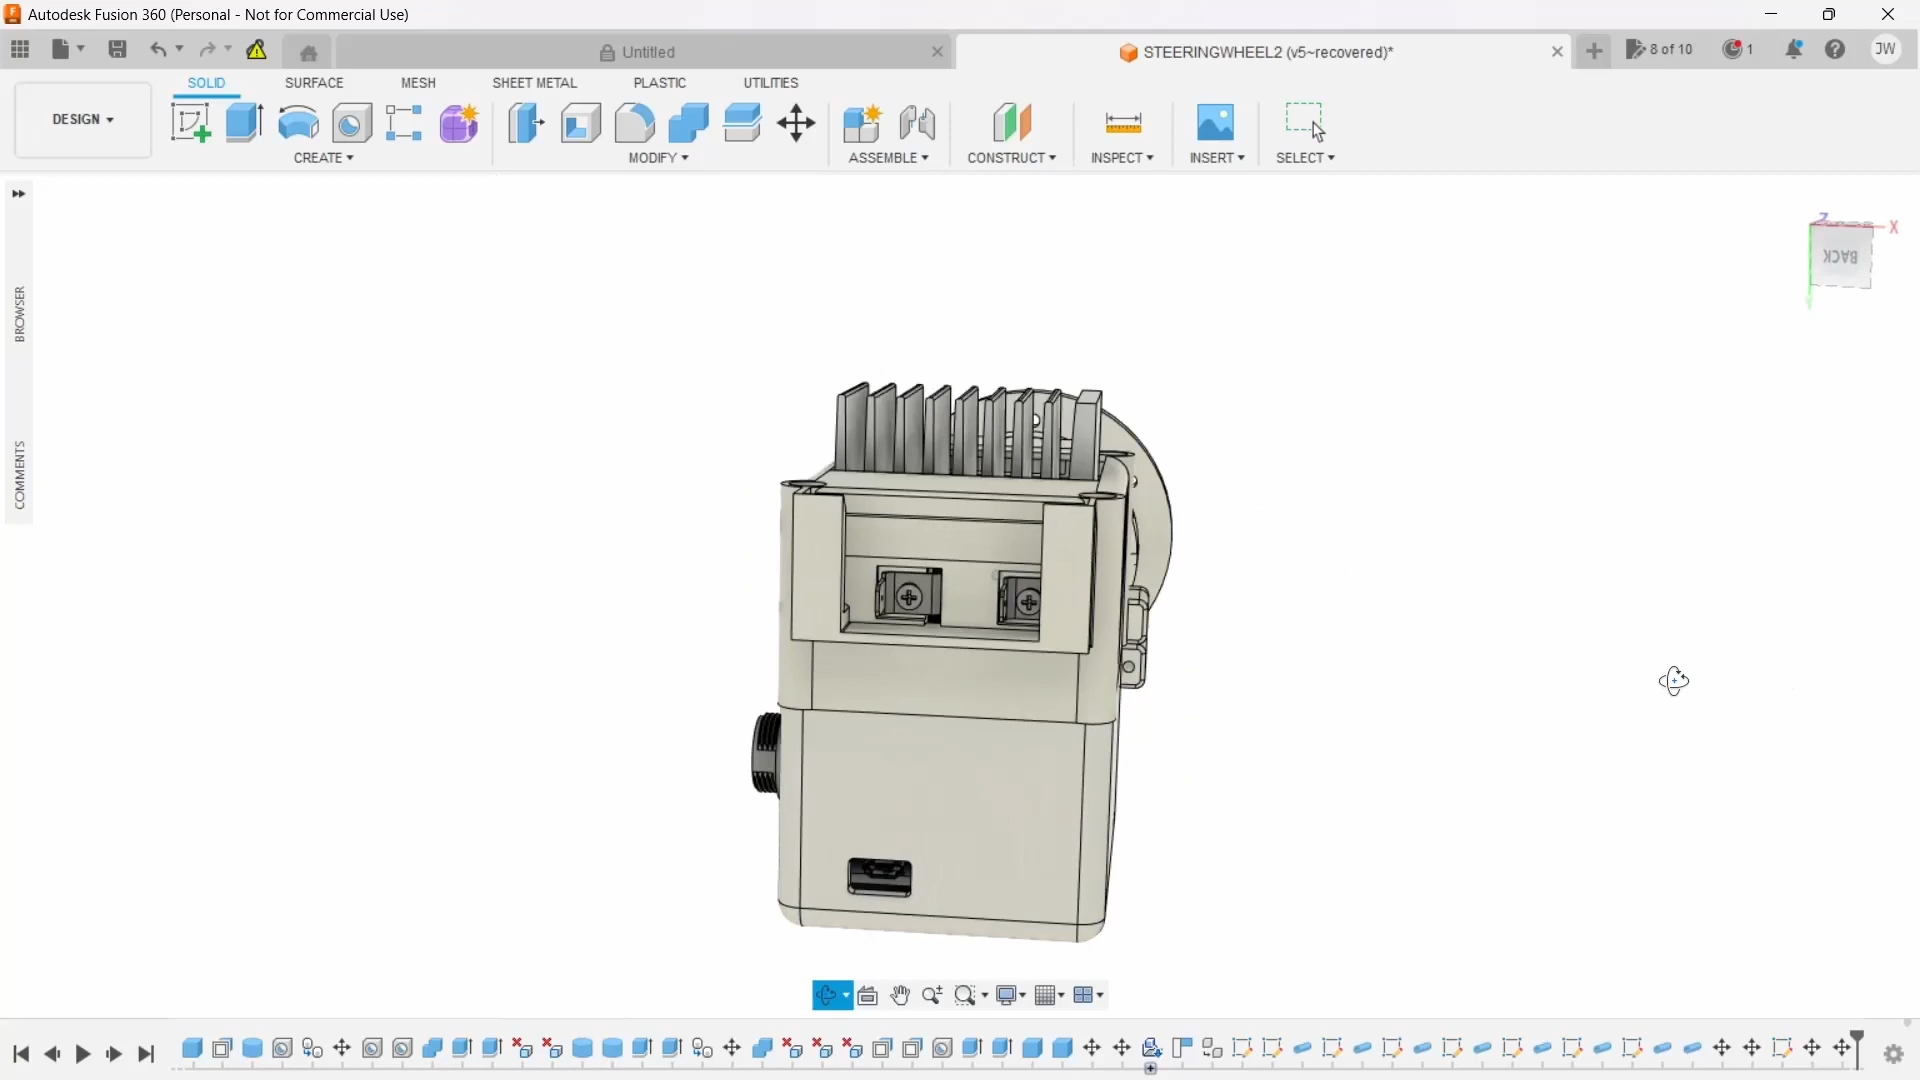 Autodesk Fusion 360 (Personal - Not for Commercial Use)
Untitled
STEERINGWHEEL2 (v5~recovered)*
8 of 10
1
JW
DESIGN
SOLID
SURFACE
MESH
SHEET METAL
PLASTIC
UTILITIES
CREATE
MODIFY
ASSEMBLE
CONSTRUCT
INSPECT
INSERT
SELECT
BROWSER
COMMENTS
Z
X
BACK